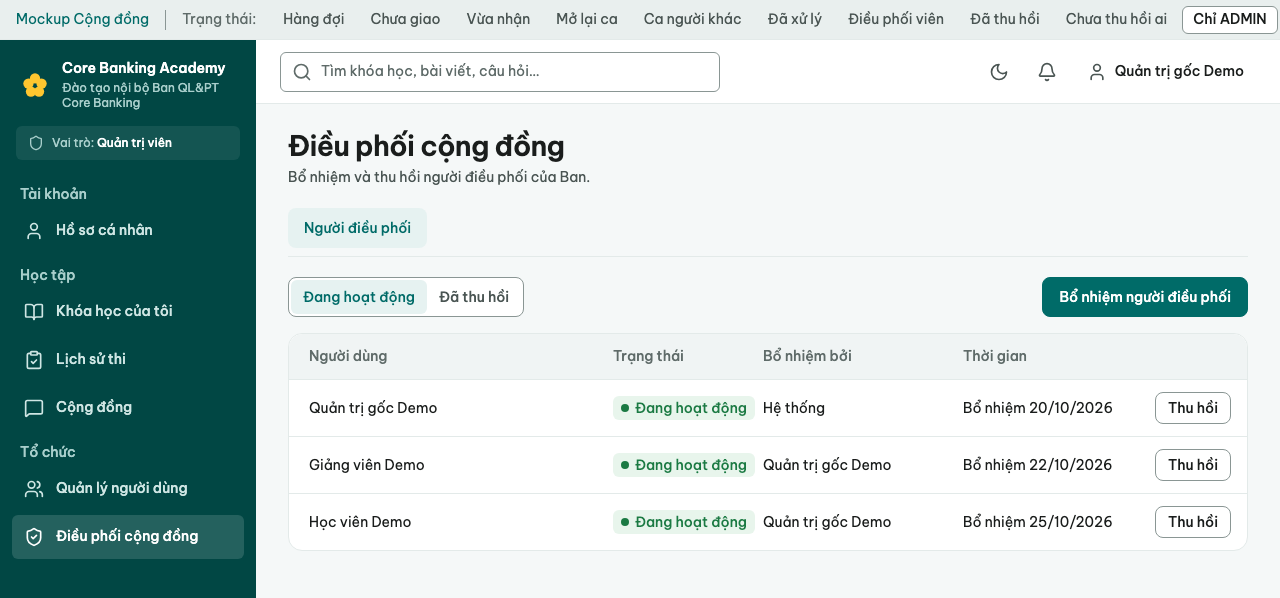 Mockup Cộng đồng
Trạng thái:
Hàng đợi
Chưa giao
Vừa nhận
Mở lại ca
Ca người khác
Đã xử lý
Điều phối viên
Đã thu hồi
Chưa thu hồi ai
Chỉ ADMIN
Core Banking Academy
Đào tạo nội bộ Ban QL&PT
Core Banking
Vai trò: Quản trị viên
Tài khoản
Hồ sơ cá nhân
Học tập
Khóa học của tôi
Lịch sử thi
Cộng đồng
Tổ chức
Quản lý người dùng
Điều phối cộng đồng
Tìm khóa học, bài viết, câu hỏi...
Quản trị gốc Demo
Điều phối cộng đồng
Bổ nhiệm và thu hồi người điều phối của Ban.
Người điều phối
Đang hoạt động
Đã thu hồi
Bổ nhiệm người điều phối
Người dùng Trạng thái Bổ nhiệm bởi Thời gian
Quản trị gốc Demo Đang hoạt động Hệ thống Bổ nhiệm 20/10/2026 Thu hồi
Giảng viên Demo Đang hoạt động Quản trị gốc Demo Bổ nhiệm 22/10/2026 Thu hồi
Học viên Demo Đang hoạt động Quản trị gốc Demo Bổ nhiệm 25/10/2026 Thu hồi